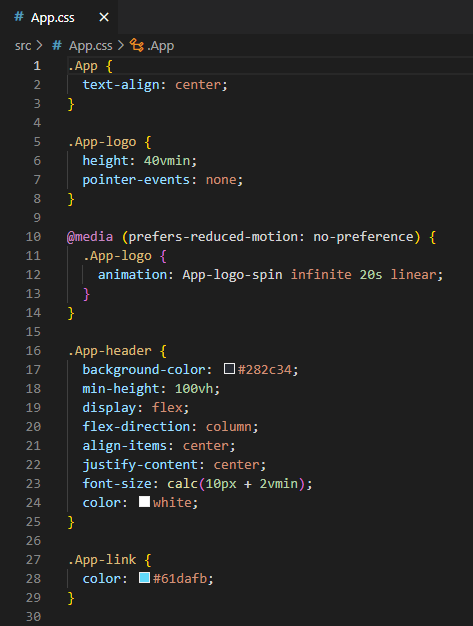 # App.css ×
src > # App.css > .App
1 .App {
2 text-align: center;
3 }
4
5 .App-logo {
6 height: 40vmin;
7 pointer-events: none;
8 }
9
10 @media (prefers-reduced-motion: no-preference) {
11 .App-logo {
12 animation: App-logo-spin infinite 20s linear;
13 }
14 }
15
16 .App-header {
17 background-color: #282c34;
18 min-height: 100vh;
19 display: flex;
20 flex-direction: column;
21 align-items: center;
22 justify-content: center;
23 font-size: calc(10px + 2vmin);
24 color: white;
25 }
26
27 .App-link {
28 color: #61dafb;
29 }
30